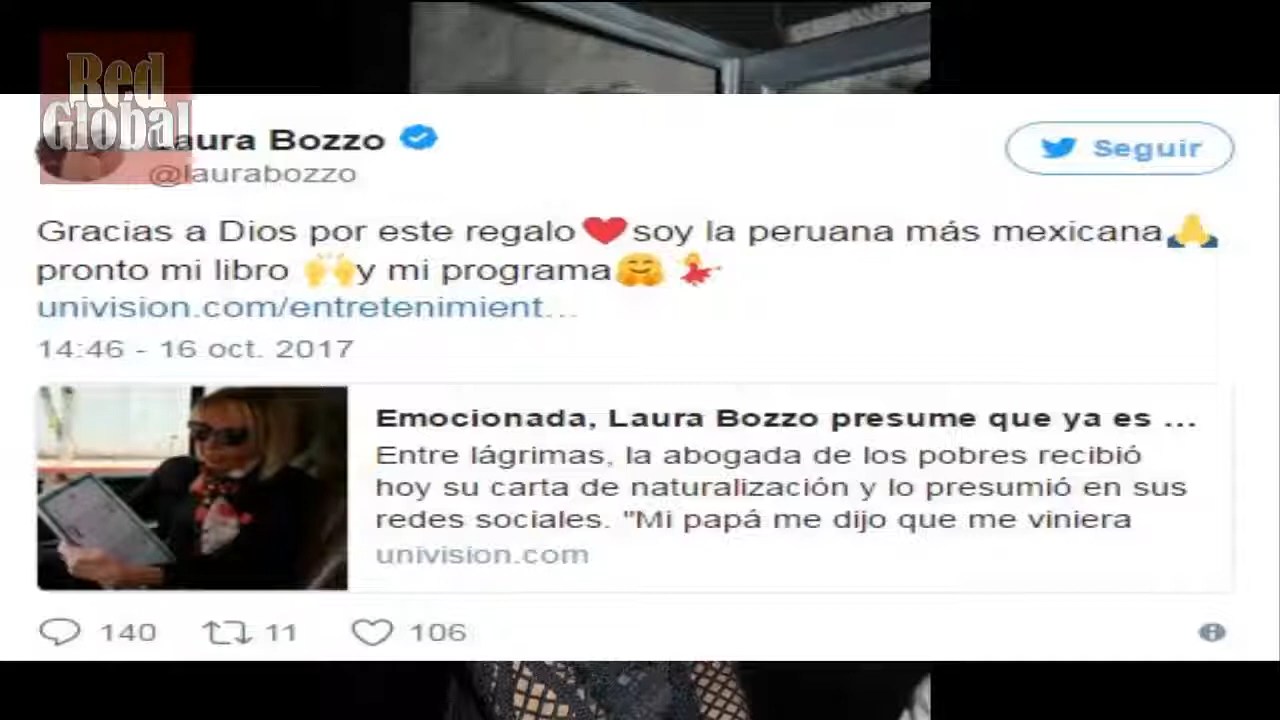 Red
Global
Laura Bozzo
@laurabozzo
Seguir
Gracias a Dios por este regalo❤️soy la peruana más mexicana🙏
pronto mi libro 🙌y mi programa🤗 💃
univision.com/entretenimient...
14:46 - 16 oct. 2017
Emocionada, Laura Bozzo presume que ya es ...
Entre lágrimas, la abogada de los pobres recibió
hoy su carta de naturalización y lo presumió en sus
redes sociales. "Mi papá me dijo que me viniera
univision.com
140 11 106